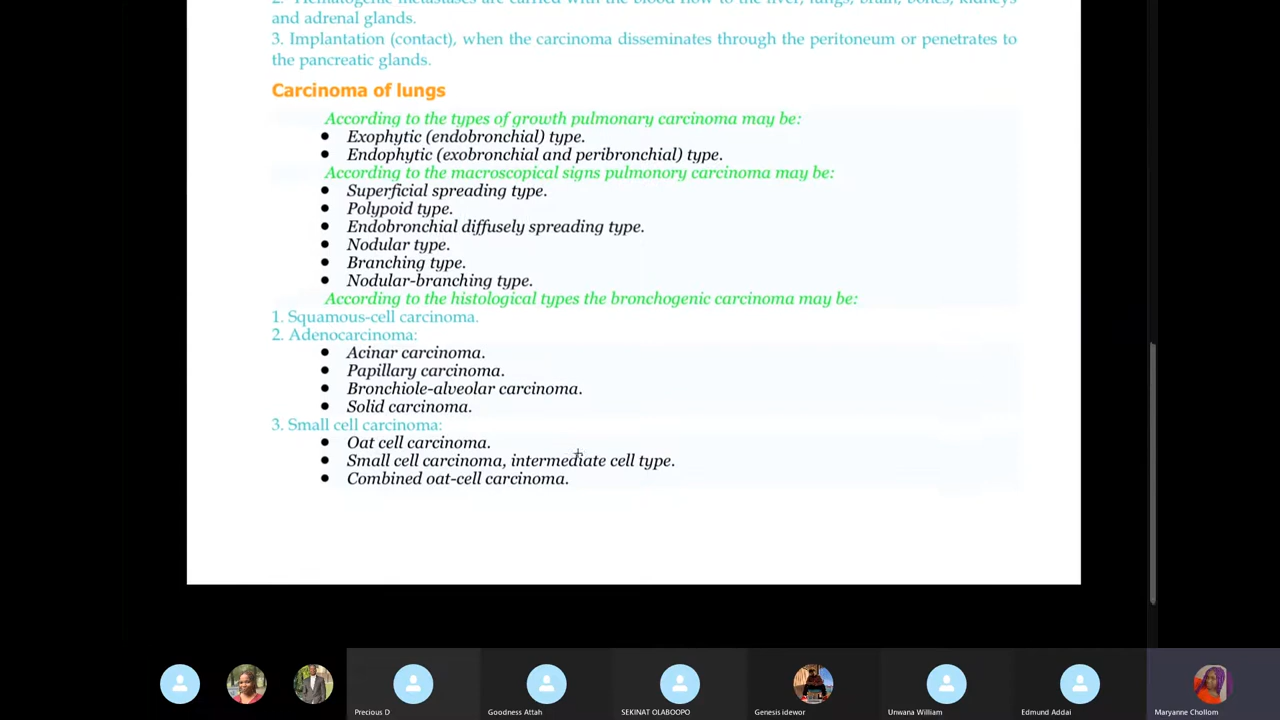 2. Hematogenic metastases are carried with the blood flow to the liver, lungs, brain, bones, kidneys
and adrenal glands.
3. Implantation (contact), when the carcinoma disseminates through the peritoneum or penetrates to
the pancreatic glands.
Carcinoma of lungs
According to the types of growth pulmonary carcinoma may be:
• Exophytic (endobronchial) type.
• Endophytic (exobronchial and peribronchial) type.
According to the macroscopical signs pulmonory carcinoma may be:
• Superficial spreading type.
• Polypoid type.
• Endobronchial diffusely spreading type.
• Nodular type.
• Branching type.
• Nodular-branching type.
According to the histological types the bronchogenic carcinoma may be:
1. Squamous-cell carcinoma.
2. Adenocarcinoma:
• Acinar carcinoma.
• Papillary carcinoma.
• Bronchiole-alveolar carcinoma.
• Solid carcinoma.
3. Small cell carcinoma:
• Oat cell carcinoma.
• Small cell carcinoma, intermediate cell type.
• Combined oat-cell carcinoma.
Precious D
Goodness Attah
SEKINAT OLABOOPO
Genesis idewor
Unwana William
Edmund Addai
Maryanne Chollom